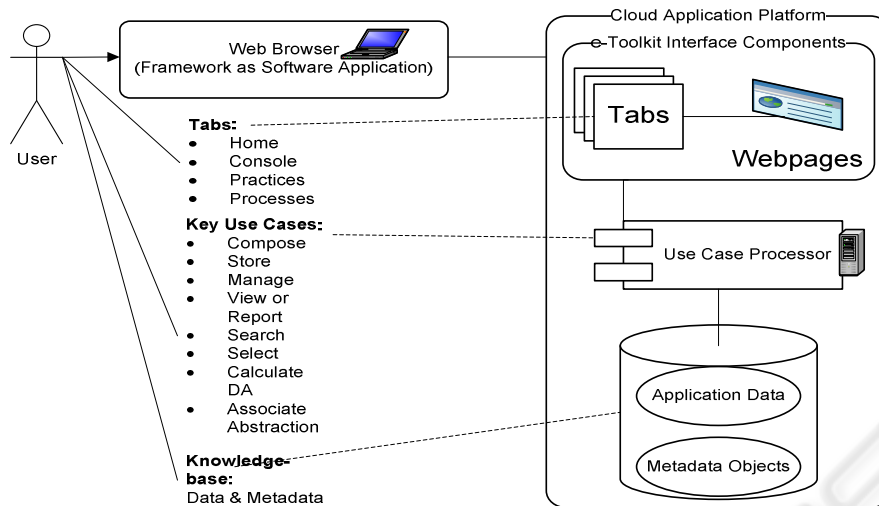 Cloud Application Platform
e-Toolkit Interface Components
Web Browser
(Framework as Software Application)
User
Tabs
Webpages
Tabs:
• Home
• Console
• Practices
• Processes
Key Use Cases:
• Compose
• Store
• Manage
• View or
Report
• Search
• Select
• Calculate
DA
• Associate
Abstraction
Use Case Processor
Application Data
Metadata Objects
Knowledge-
base:
Data & Metadata